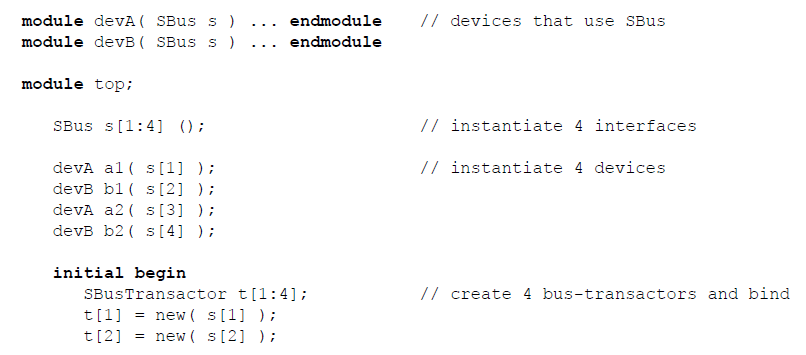 module devA( SBus s ) ... endmodule // devices that use SBus
module devB( SBus s ) ... endmodule
module top;
SBus s[1:4] (); // instantiate 4 interfaces
devA a1( s[1] ); // instantiate 4 devices
devB b1( s[2] );
devA a2( s[3] );
devB b2( s[4] );
initial begin
SBusTransactor t[1:4]; // create 4 bus-transactors and bind
t[1] = new( s[1] );
t[2] = new( s[2] );